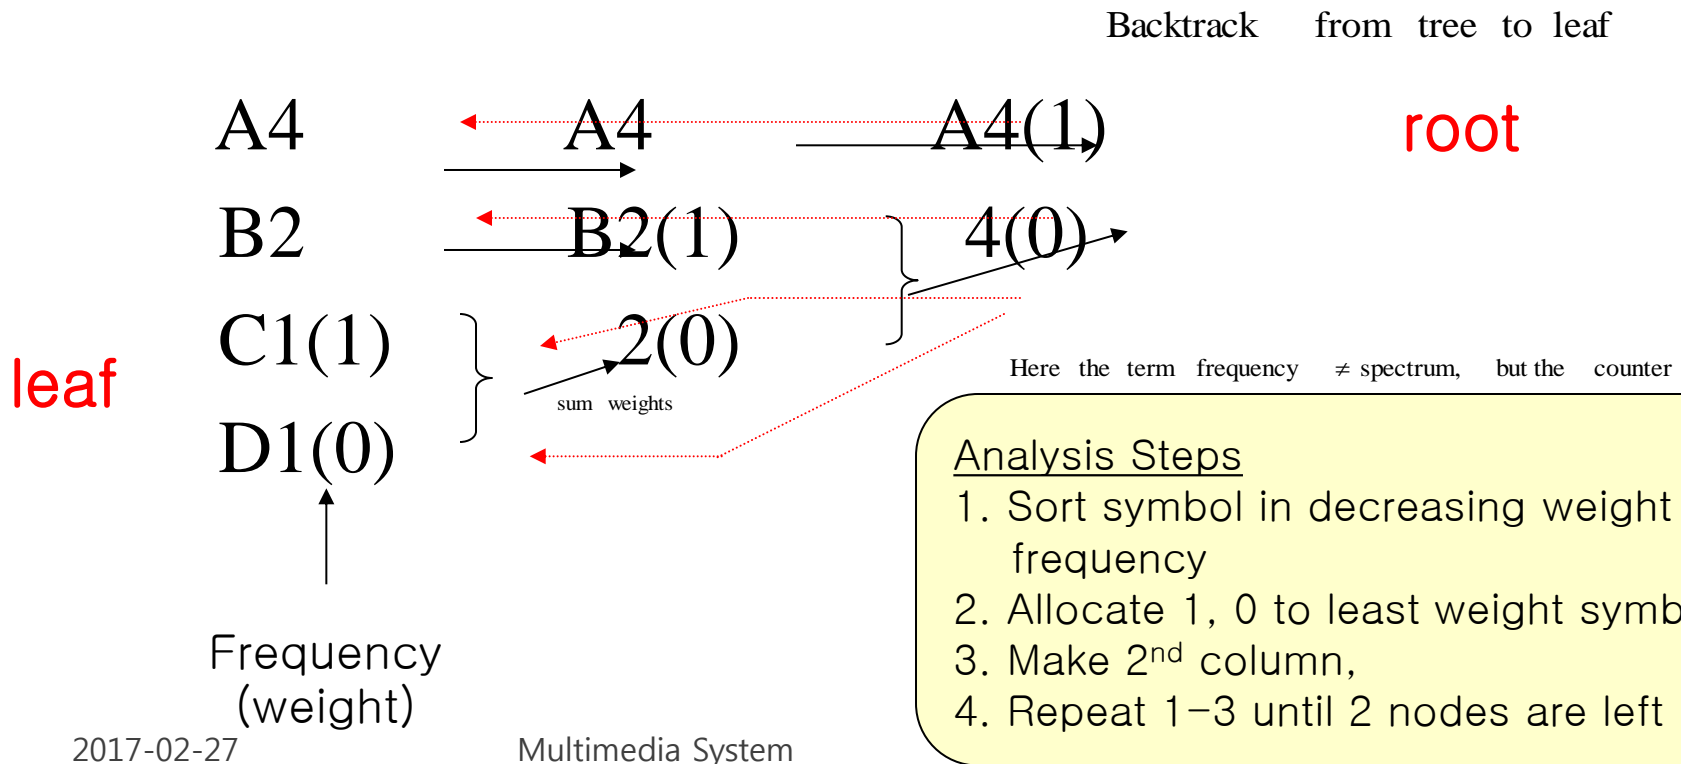 Backtrack from tree to leaf
A4 A4 A4(1) root
B2 B2(1) 4(0)
C1(1) 2(0)
leaf
Here the term frequency ≠ spectrum, but the counter
sum weights
D1(0)
Analysis Steps
1. Sort symbol in decreasing weight
frequency
2. Allocate 1, 0 to least weight symb
3. Make 2nd column,
4. Repeat 1-3 until 2 nodes are left
Frequency
(weight)
2017-02-27 Multimedia System